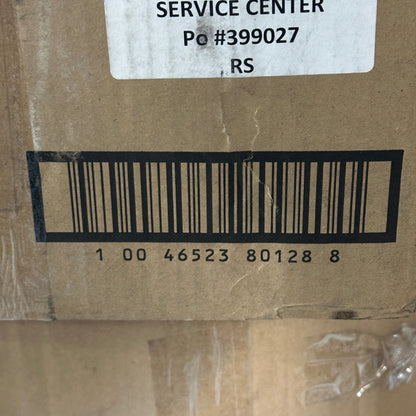 SERVICE CENTER
Po #399027
RS
1 00 46523 80128 8